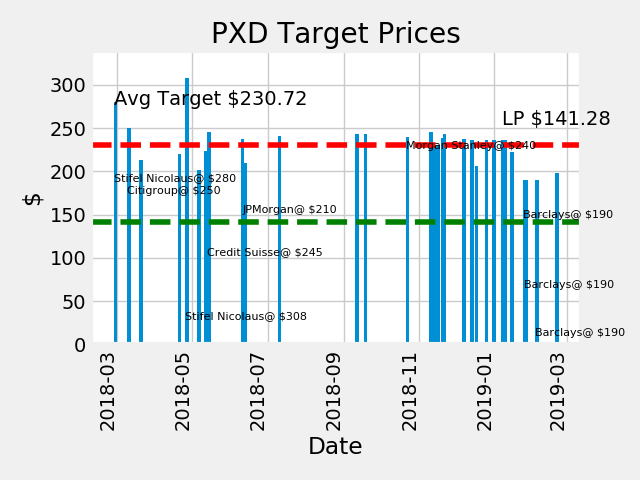 PXD Target Prices
Avg Target $230.72
LP $141.28
Morgan Stanley@ $240
Stifel Nicolaus@ $280
Citigroup@ $250
JPMorgan@ $210
Barclays@ $190
Credit Suisse@ $245
Barclays@ $190
Stifel Nicolaus@ $308
Barclays@ $190
$
300
250
200
150
100
50
0
2018-03
2018-05
2018-07
2018-09
2018-11
2019-01
2019-03
Date